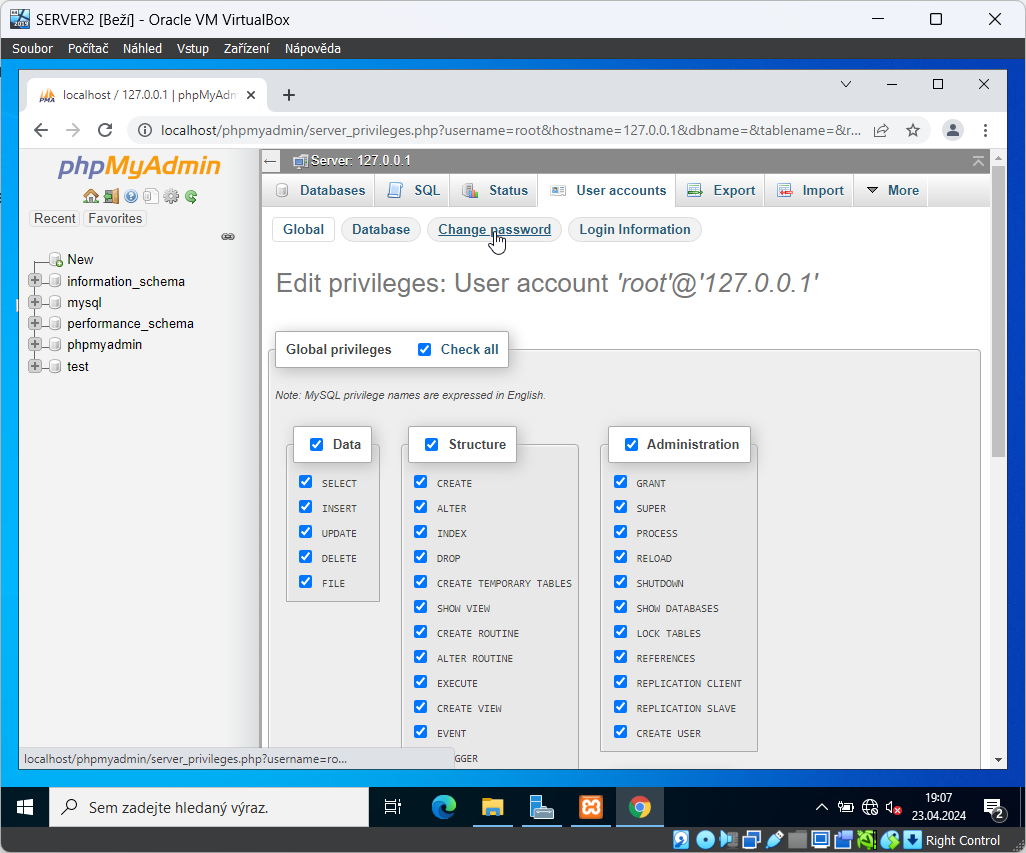 SERVER2 [Beží] - Oracle VM VirtualBox
Soubor Počítač Náhled Vstup Zařízení Nápověda
localhost / 127.0.0.1 | phpMyAdm
localhost/phpmyadmin/server_privileges.php?username=root&hostname=127.0.0.1&dbname=&tablename=&r...
phpMyAdmin
Recent Favorites
New
information_schema
mysql
performance_schema
phpmyadmin
test
Server: 127.0.0.1
Databases SQL Status User accounts Export Import More
Global Database Change password Login Information
Edit privileges: User account 'root'@'127.0.0.1'
Global privileges Check all
Note: MySQL privilege names are expressed in English.
Data
SELECT
INSERT
UPDATE
DELETE
FILE
Structure
CREATE
ALTER
INDEX
DROP
CREATE TEMPORARY TABLES
SHOW VIEW
CREATE ROUTINE
ALTER ROUTINE
EXECUTE
CREATE VIEW
EVENT
GGER
Administration
GRANT
SUPER
PROCESS
RELOAD
SHUTDOWN
SHOW DATABASES
LOCK TABLES
REFERENCES
REPLICATION CLIENT
REPLICATION SLAVE
CREATE USER
localhost/phpmyadmin/server_privileges.php?username=ro...
Sem zadejte hledaný výraz.
19:07
23.04.2024
2
Right Control